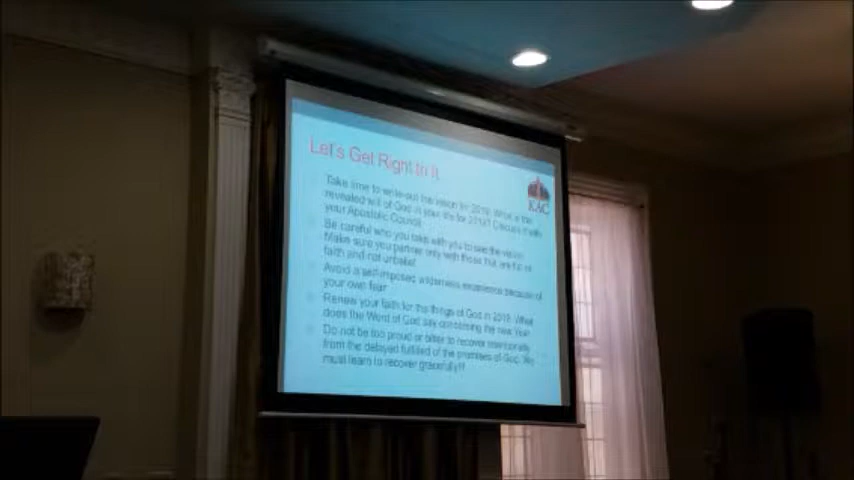 Let's Get Right to It
KAC
Take time to write out the vision for 2019. What is the
revealed will of God in your life for 2019? Discuss it with
your Apostolic Council.
Be careful who you take with you to see the vision.
Make sure you partner only with those that are for
faith and not unbelief
Avoid a self-imposed wilderness experience because of
your own fear
Renew your faith for the things of God in 2019. What
does the Word of God say concerning the new Year
Do not be too proud or bitter to recover intentionally
from the delayed fulfilled of the promises of God. We
must learn to recover gracefully!!!